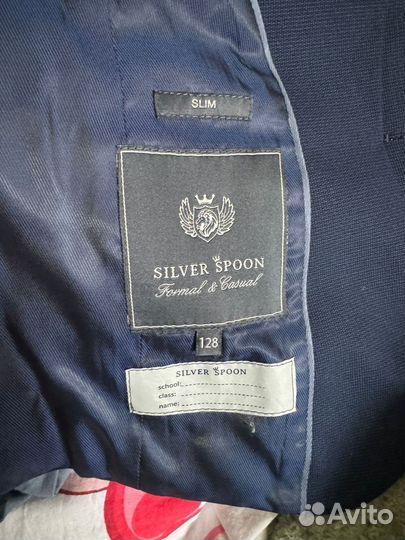 SLIM
SILVER SPOON
Formal & Casual
128
SILVER SPOON
school:
class:
name:
Avito